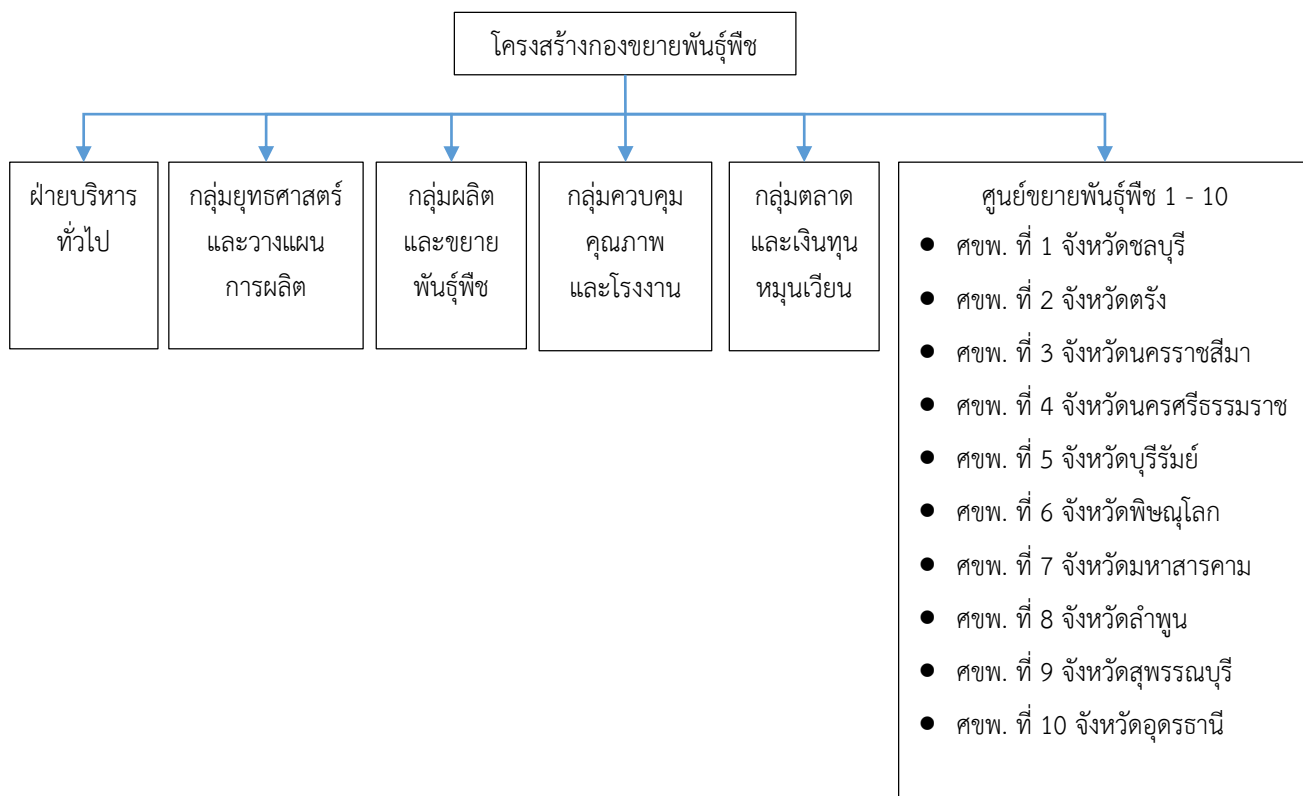 โครงสร้างกองขยายพันธุ์พืช
ฝ่ายบริหาร
ทั่วไป
กลุ่มยุทธศาสตร์
และวางแผน
การผลิต
กลุ่มผลิต
และขยาย
พันธุ์พืช
กลุ่มควบคุม
คุณภาพ
และโรงงาน
กลุ่มตลาด
และเงินทุน
หมุนเวียน
ศูนย์ขยายพันธุ์พืช 1 - 10
● ศขพ. ที่ 1 จังหวัดชลบุรี
● ศขพ. ที่ 2 จังหวัดตรัง
● ศขพ. ที่ 3 จังหวัดนครราชสีมา
● ศขพ. ที่ 4 จังหวัดนครศรีธรรมราช
● ศขพ. ที่ 5 จังหวัดบุรีรัมย์
● ศขพ. ที่ 6 จังหวัดพิษณุโลก
● ศขพ. ที่ 7 จังหวัดมหาสารคาม
● ศขพ. ที่ 8 จังหวัดลำพูน
● ศขพ. ที่ 9 จังหวัดสุพรรณบุรี
● ศขพ. ที่ 10 จังหวัดอุดรธานี